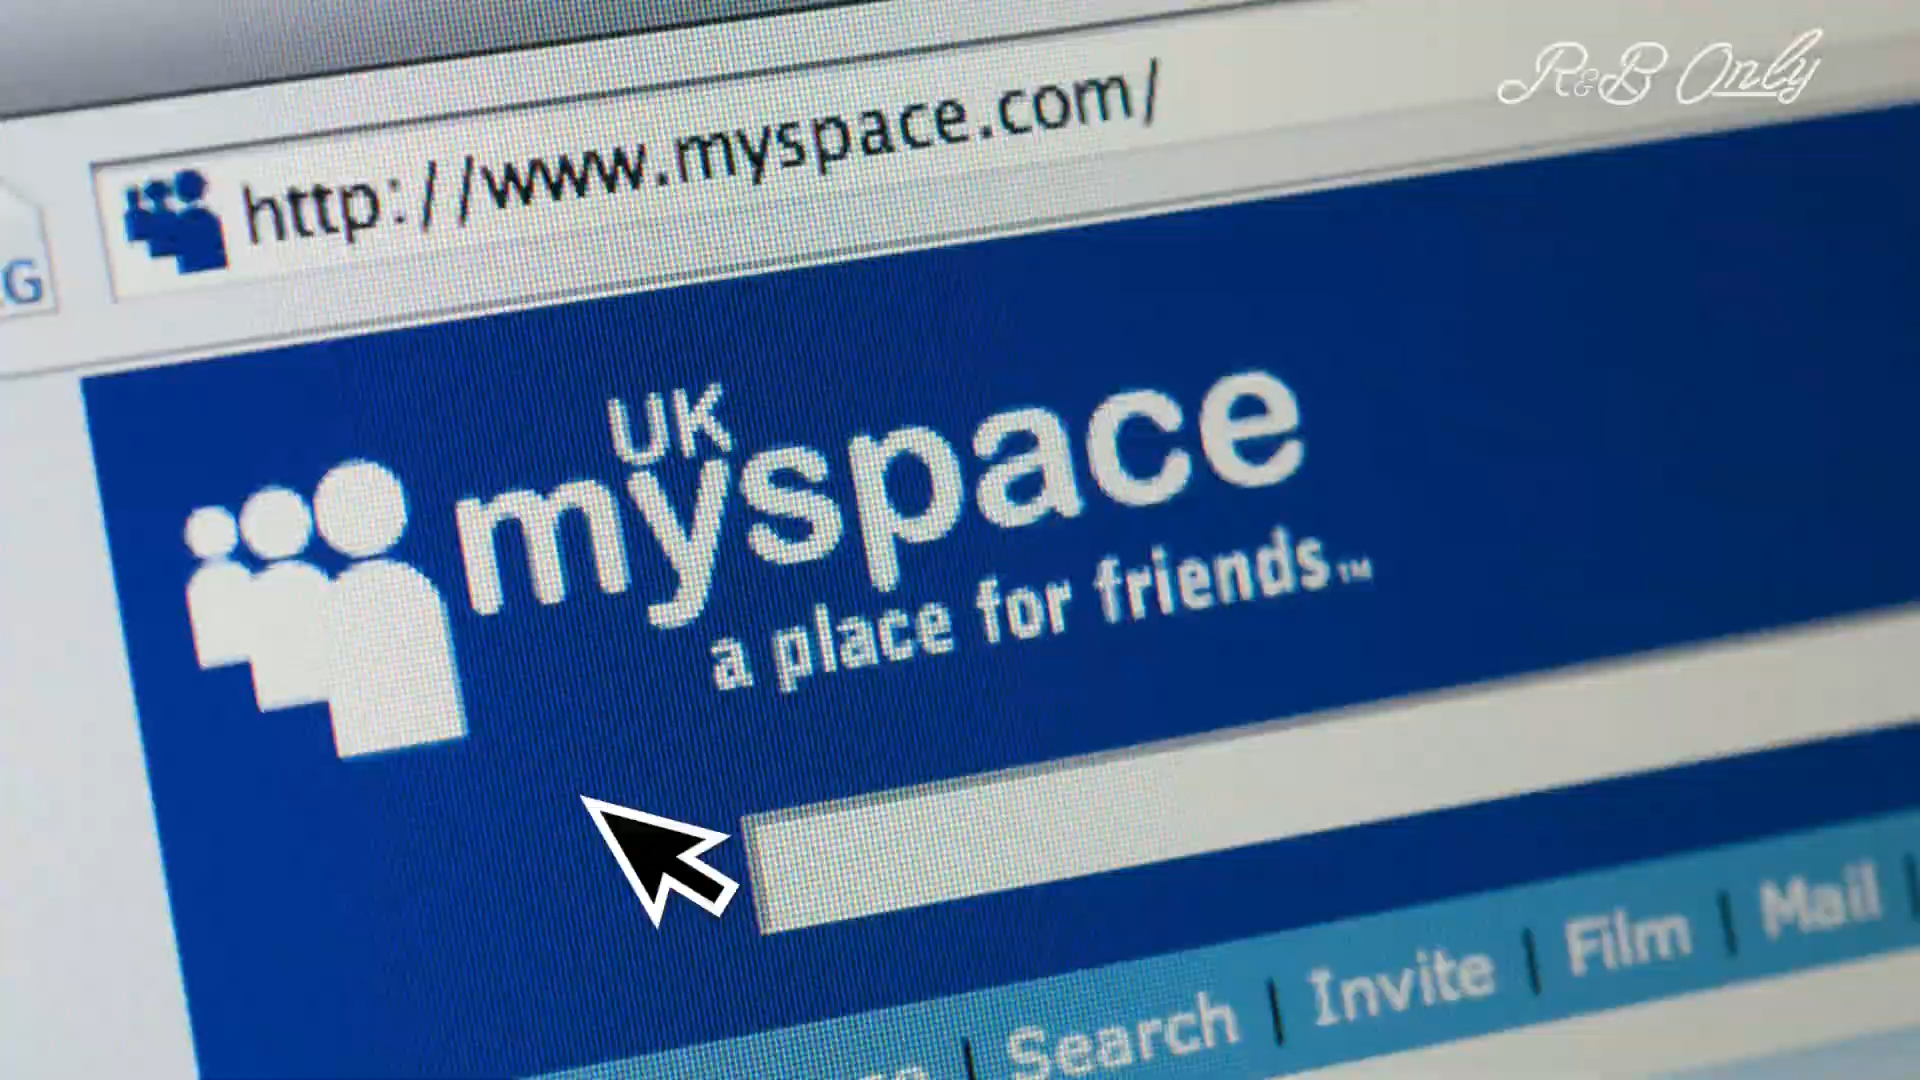 R&B Only
http://www.myspace.com/
G
UK
myspace
a place for friends™
Search | Invite | Film | Mail |